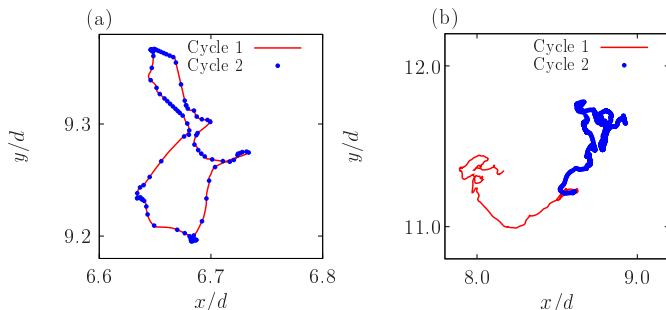 (a)
Cycle 1
Cycle 2
y/d
9.3
9.2
6.6
6.7
6.8
x/d
(b)
Cycle 1
Cycle 2
y/d
12.0
11.0
8.0
9.0
x/d